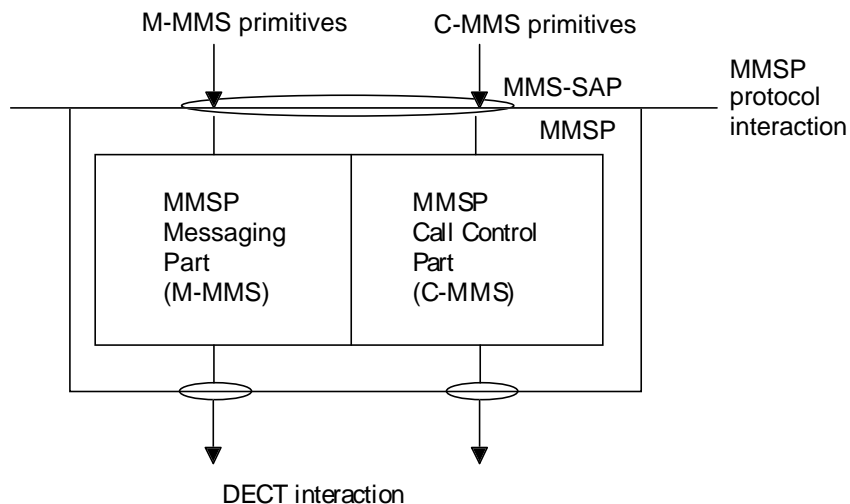 M-MMS primitives
C-MMS primitives
MMS-SAP
MMSP
protocol
interaction
MMSP
MMSP
Messaging
Part
(M-MMS)
MMSP
Call Control
Part
(C-MMS)
DECT interaction